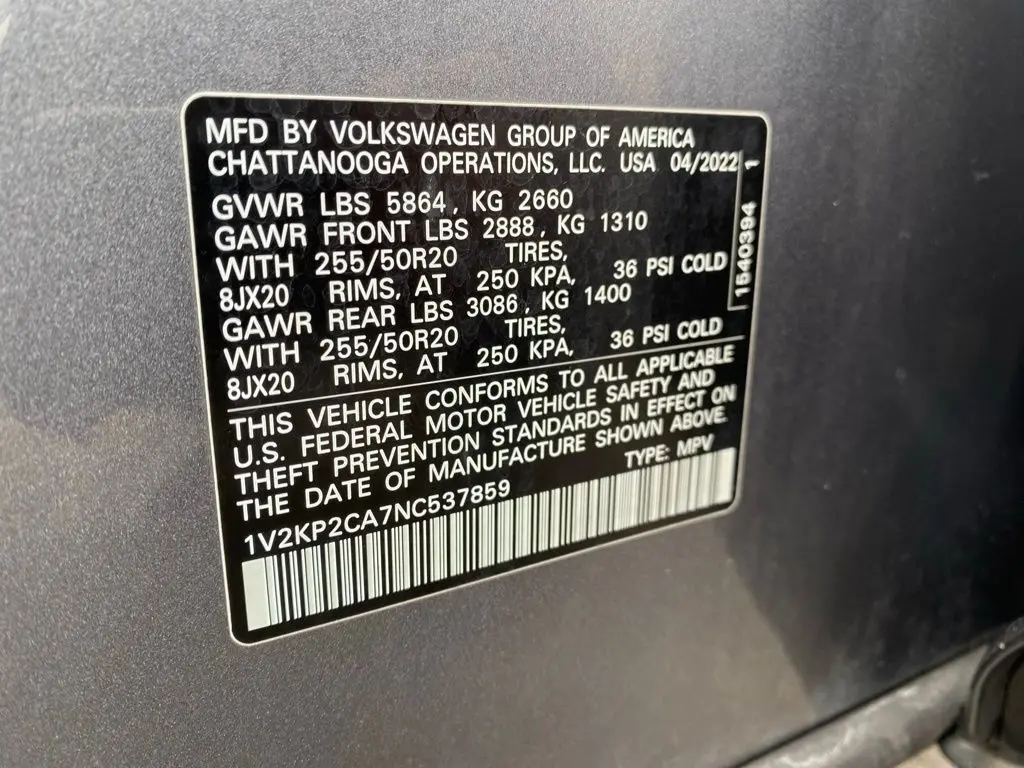 MFD BY VOLKSWAGEN GROUP OF AMERICA
CHATTANOOGA OPERATIONS, LLC. USA 04/2022
GVWR LBS 5864, KG 2660
GAWR FRONT LBS 2888, KG 1310
WITH 255/50R20 TIRES,
8JX20 RIMS, AT 250 KPA, 36 PSI COLD
GAWR REAR LBS 3086, KG 1400
WITH 255/50R20 TIRES,
8JX20 RIMS, AT 250 KPA, 36 PSI COLD
THIS VEHICLE CONFORMS TO ALL APPLICABLE
U.S. FEDERAL MOTOR VEHICLE SAFETY AND
THEFT PREVENTION STANDARDS IN EFFECT ON
THE DATE OF MANUFACTURE SHOWN ABOVE.
1V2KP2CA7NC537859 TYPE: MPV
1540394 1